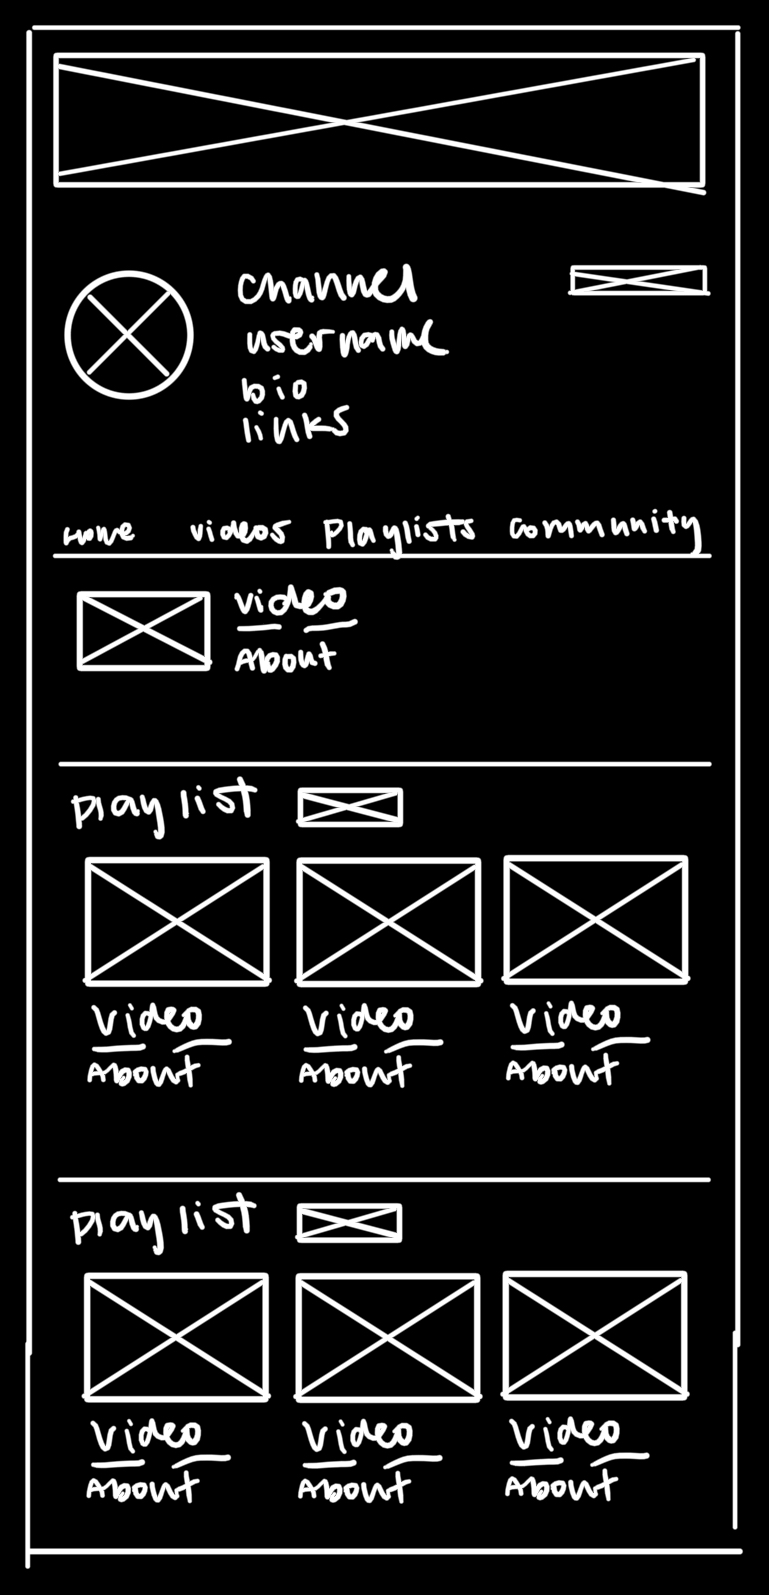 channel
username
bio
links
Home videos Playlists Community
Video
About
Playlist
Video Video Video
About About About
Playlist
Video Video Video
About About About